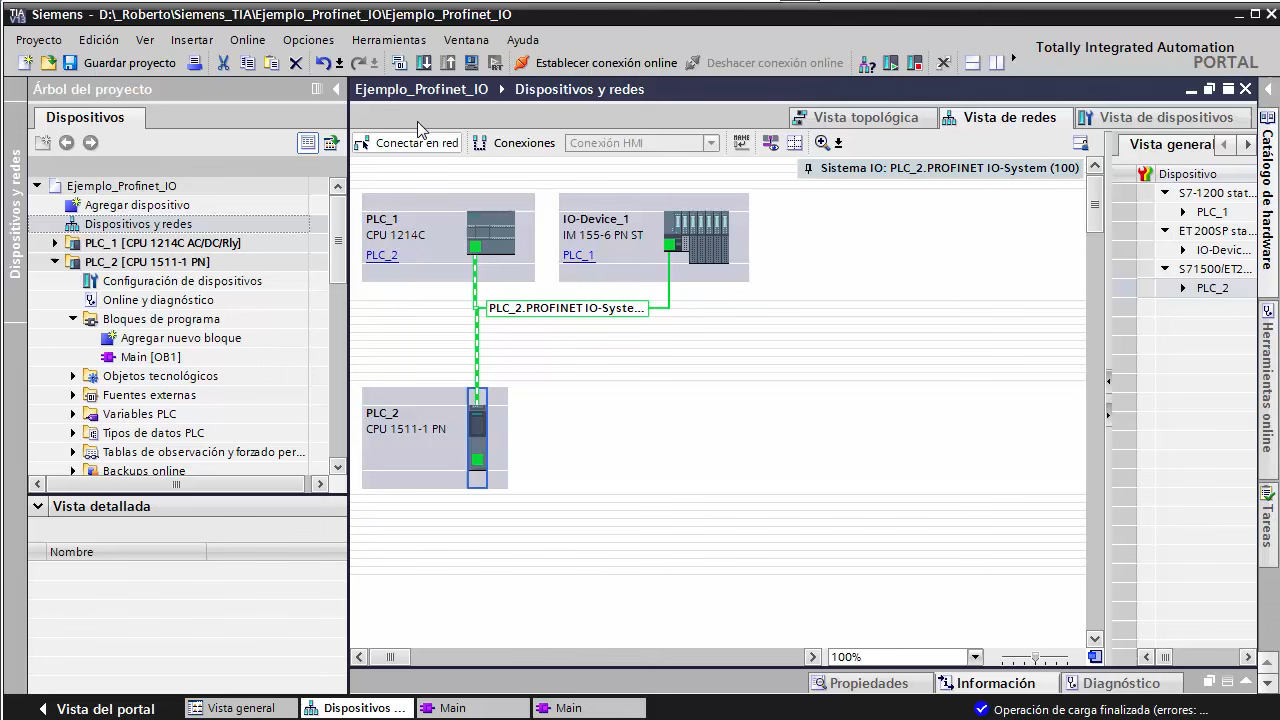 TIA
V13
Siemens - D:\_Roberto\Siemens_TIA\Ejemplo_Profinet_IO\Ejemplo_Profinet_IO
Proyecto Edición Ver Insertar Online Opciones Herramientas Ventana Ayuda
Totally Integrated Automation
PORTAL
Guardar proyecto
RT
Establecer conexión online
Deshacer conexión online
Árbol del proyecto
Ejemplo_Profinet_IO
Dispositivos y redes
Dispositivos
Vista topológica
Vista de redes
Vista de dispositivos
Conectar en red
Conexiones
Conexión HMI
NAME
Vista general
Sistema IO: PLC_2.PROFINET IO-System (100)
Dispositivos y redes
Ejemplo_Profinet_IO
Agregar dispositivo
Dispositivos y redes
PLC_1 [CPU 1214C AC/DC/Rly]
PLC_2 [CPU 1511-1 PN]
Configuración de dispositivos
Online y diagnóstico
Bloques de programa
Agregar nuevo bloque
Main [OB1]
Objetos tecnológicos
Fuentes externas
Variables PLC
Tipos de datos PLC
Tablas de observación y forzado per...
Backups online
PLC_1
CPU 1214C
PLC_2
IO-Device_1
IM 155-6 PN ST
PLC_1
PLC_2.PROFINET IO-Syste...
PLC_2
CPU 1511-1 PN
Dispositivo
S7-1200 stat...
PLC_1
ET200SP sta...
IO-Devic...
S71500/ET2...
PLC_2
Catálogo de hardware
Herramientas online
Tareas
Vista detallada
Nombre
100%
Propiedades
Información
Diagnóstico
Vista del portal
Vista general
Dispositivos ...
Main
Main
Operación de carga finalizada (errores: ...